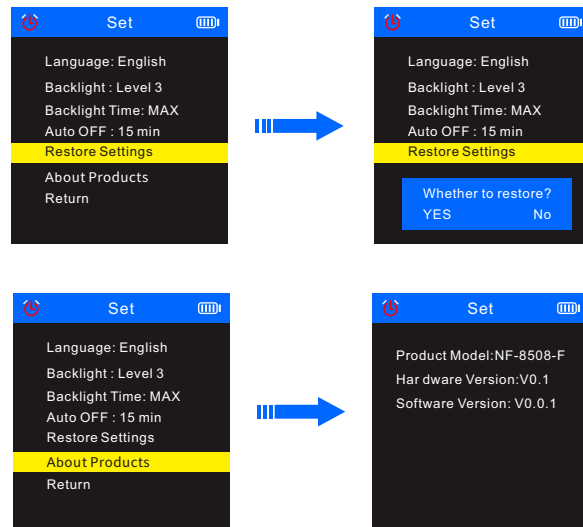 Set
Language: English
Backlight : Level 3
Backlight Time: MAX
Auto OFF : 15 min
Restore Settings
About Products
Return
Set
Language: English
Backlight : Level 3
Backlight Time: MAX
Auto OFF : 15 min
Restore Settings
Whether to restore?
YES No
Set
Language: English
Backlight : Level 3
Backlight Time: MAX
Auto OFF : 15 min
Restore Settings
About Products
Return
Set
Product Model:NF-8508-F
Har dware Version:V0.1
Software Version: V0.0.1